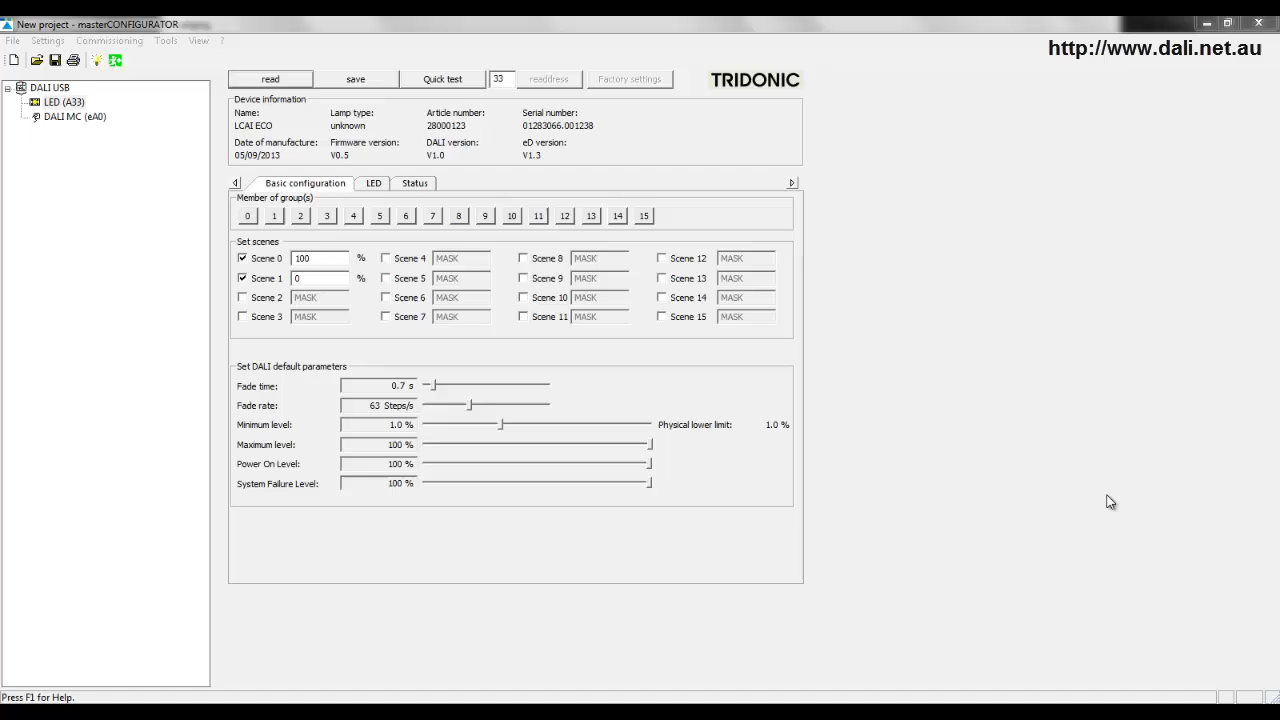 New project - masterCONFIGURATOR
File Settings Commissioning Tools View ?
http://www.dali.net.au
DALI USB
LED (A33)
DALI MC (eA0)
read save Quick test 33 readdress Factory settings TRIDONIC
Device information
Name: Lamp type: Article number: Serial number:
LCAI ECO unknown 28000123 01283066.001238
Date of manufacture: Firmware version: DALI version: eD version:
05/09/2013 V0.5 V1.0 V1.3
Basic configuration LED Status
Member of group(s)
0 1 2 3 4 5 6 7 8 9 10 11 12 13 14 15
Set scenes
Scene 0 100 % Scene 4 MASK Scene 8 MASK Scene 12 MASK
Scene 1 0 % Scene 5 MASK Scene 9 MASK Scene 13 MASK
Scene 2 MASK Scene 6 MASK Scene 10 MASK Scene 14 MASK
Scene 3 MASK Scene 7 MASK Scene 11 MASK Scene 15 MASK
Set DALI default parameters
Fade time: 0.7 s
Fade rate: 63 Steps/s
Minimum level: 1.0 % Physical lower limit: 1.0 %
Maximum level: 100 %
Power On Level: 100 %
System Failure Level: 100 %
Press F1 for Help.